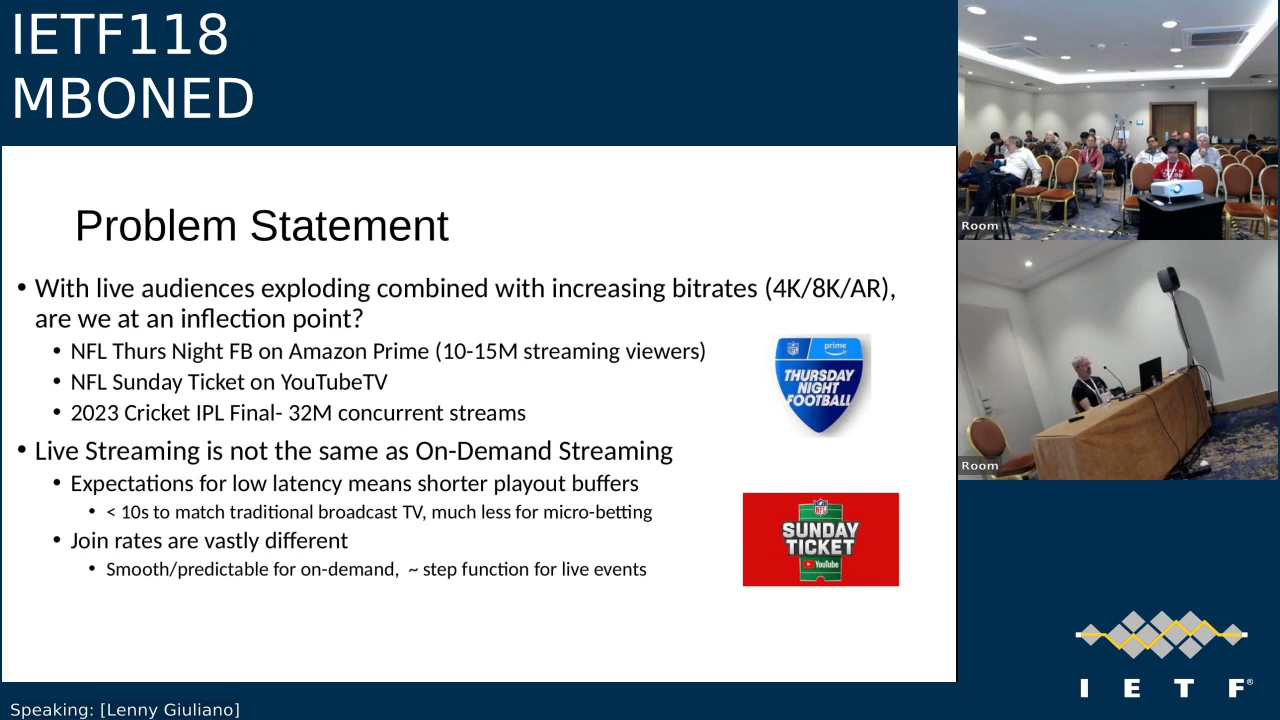 IETF118
MBONED
Problem Statement
• With live audiences exploding combined with increasing bitrates (4K/8K/AR),
are we at an inflection point?
• NFL Thurs Night FB on Amazon Prime (10-15M streaming viewers)
• NFL Sunday Ticket on YouTubeTV
• 2023 Cricket IPL Final- 32M concurrent streams
• Live Streaming is not the same as On-Demand Streaming
• Expectations for low latency means shorter playout buffers
• < 10s to match traditional broadcast TV, much less for micro-betting
• Join rates are vastly different
• Smooth/predictable for on-demand, ~ step function for live events
NFL prime
THURSDAY
NIGHT
FOOTBALL
NFL
SUNDAY
TICKET
YouTube
Room
Room
IETF®
Speaking: [Lenny Giuliano]